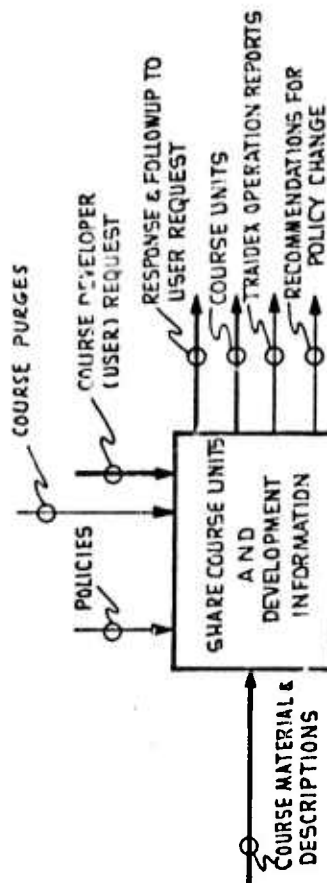 COURSE PURGES
COURSE DEVELOPER
(USER) REQUEST
POLICIES
RESPONSE & FOLLOWUP TO
USER REQUEST
COURSE UNITS
TRAIDEX OPERATION REPORTS
RECOMMENDATIONS FOR
POLICY CHANGE
SHARE COURSE UNITS
AND
DEVELOPMENT
INFORMATION
COURSE MATERIAL &
DESCRIPTIONS